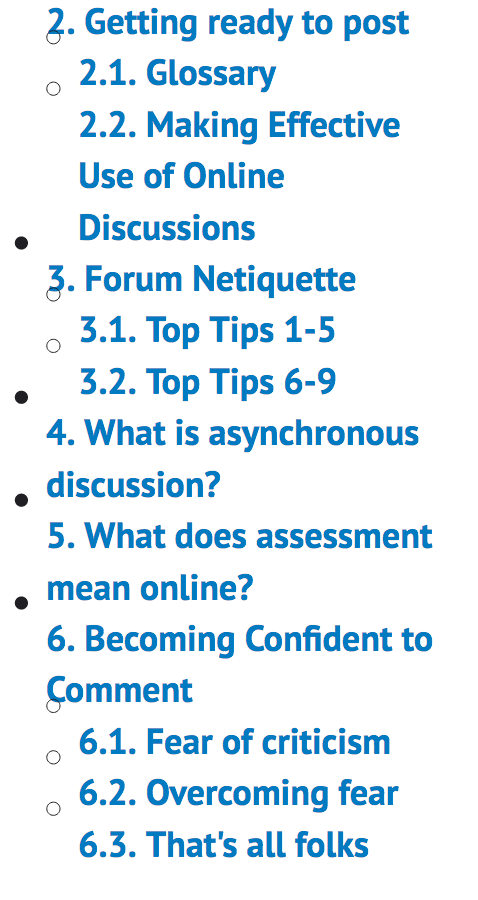 2. Getting ready to post
2.1. Glossary
2.2. Making Effective
Use of Online
Discussions
3. Forum Netiquette
3.1. Top Tips 1-5
3.2. Top Tips 6-9
4. What is asynchronous
discussion?
5. What does assessment
mean online?
6. Becoming Confident to
Comment
6.1. Fear of criticism
6.2. Overcoming fear
6.3. That's all folks